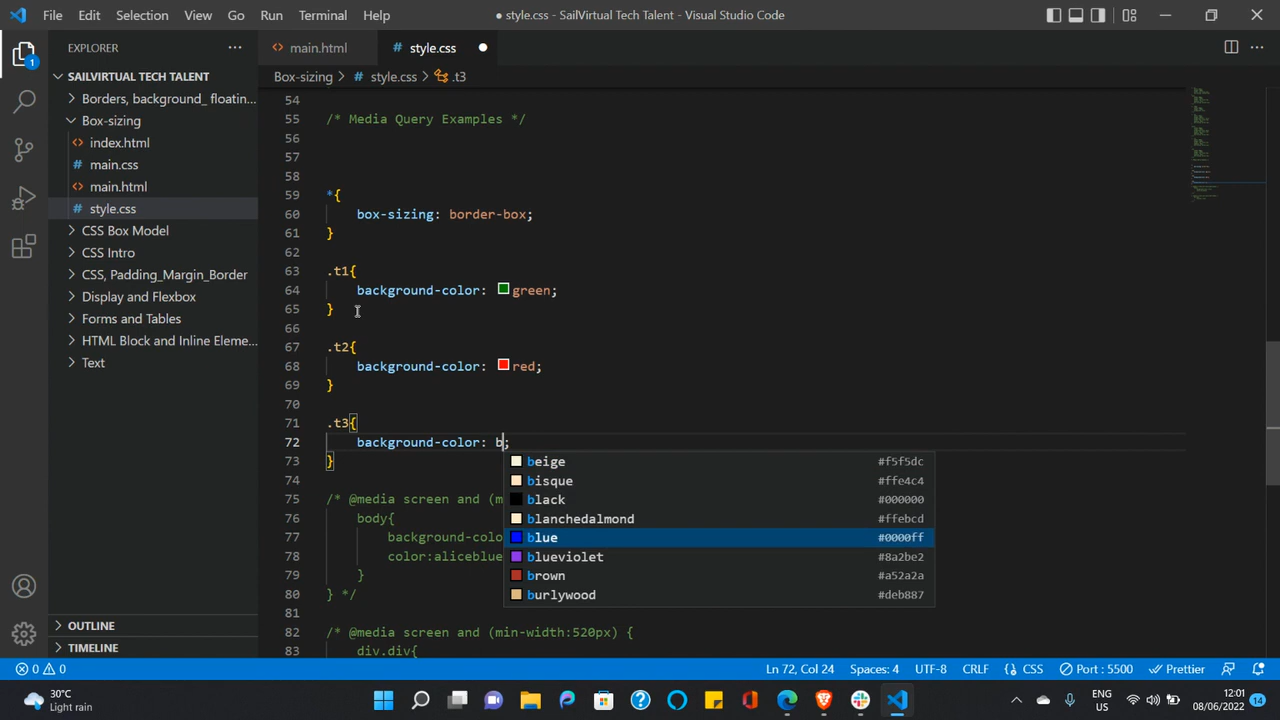 File Edit Selection View Go Run Terminal Help
● style.css - SailVirtual Tech Talent - Visual Studio Code
EXPLORER
main.html
style.css
SAILVIRTUAL TECH TALENT
Box-sizing > style.css > .t3
Borders, background_ floatin...
Box-sizing
index.html
main.css
main.html
style.css
CSS Box Model
CSS Intro
CSS, Padding_Margin_Border
Display and Flexbox
Forms and Tables
HTML Block and Inline Eleme...
Text
OUTLINE
TIMELINE
1
54
55 /* Media Query Examples */
56
57
58
59 *{
60 box-sizing: border-box;
61 }
62
63 .t1{
64 background-color: green;
65 }
66
67 .t2{
68 background-color: red;
69 }
70
71 .t3{
72 background-color: b;
73 }
74
75 /* @media screen and (m
76 body{
77 background-colo
78 color:aliceblue
79 }
80 } */
81
82 /* @media screen and (min-width:520px) {
83 div.div{
beige #f5f5dc
bisque #ffe4c4
black #000000
blanchedalmond #ffebcd
blue #0000ff
blueviolet #8a2be2
brown #a52a2a
burlywood #deb887
0 0 Ln 72, Col 24 Spaces: 4 UTF-8 CRLF CSS Port : 5500 Prettier
30°C
Light rain
ENG
US
14
12:01
08/06/2022